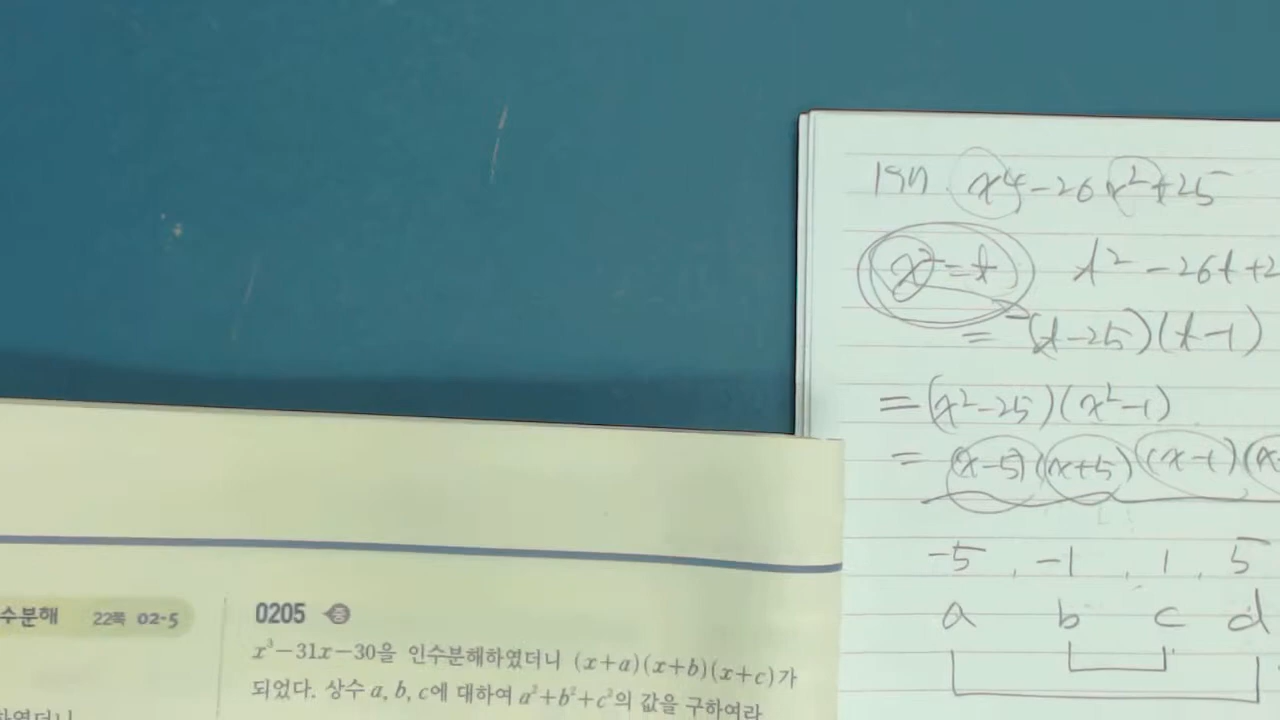 수분해 22쪽 02-5
0205 중
x³-31x-30을 인수분해하였더니 (x+a)(x+b)(x+c)가
되었다. 상수 a, b, c에 대하여 a²+b²+c²의 값을 구하여라
x⁴-26x²+25
x²=t t²-26t+2
=(t-25)(t-1)
=(x²-25)(x²-1)
=(x-5)(x+5)(x-1)(x
-5, -1, 1, 5
a b c d